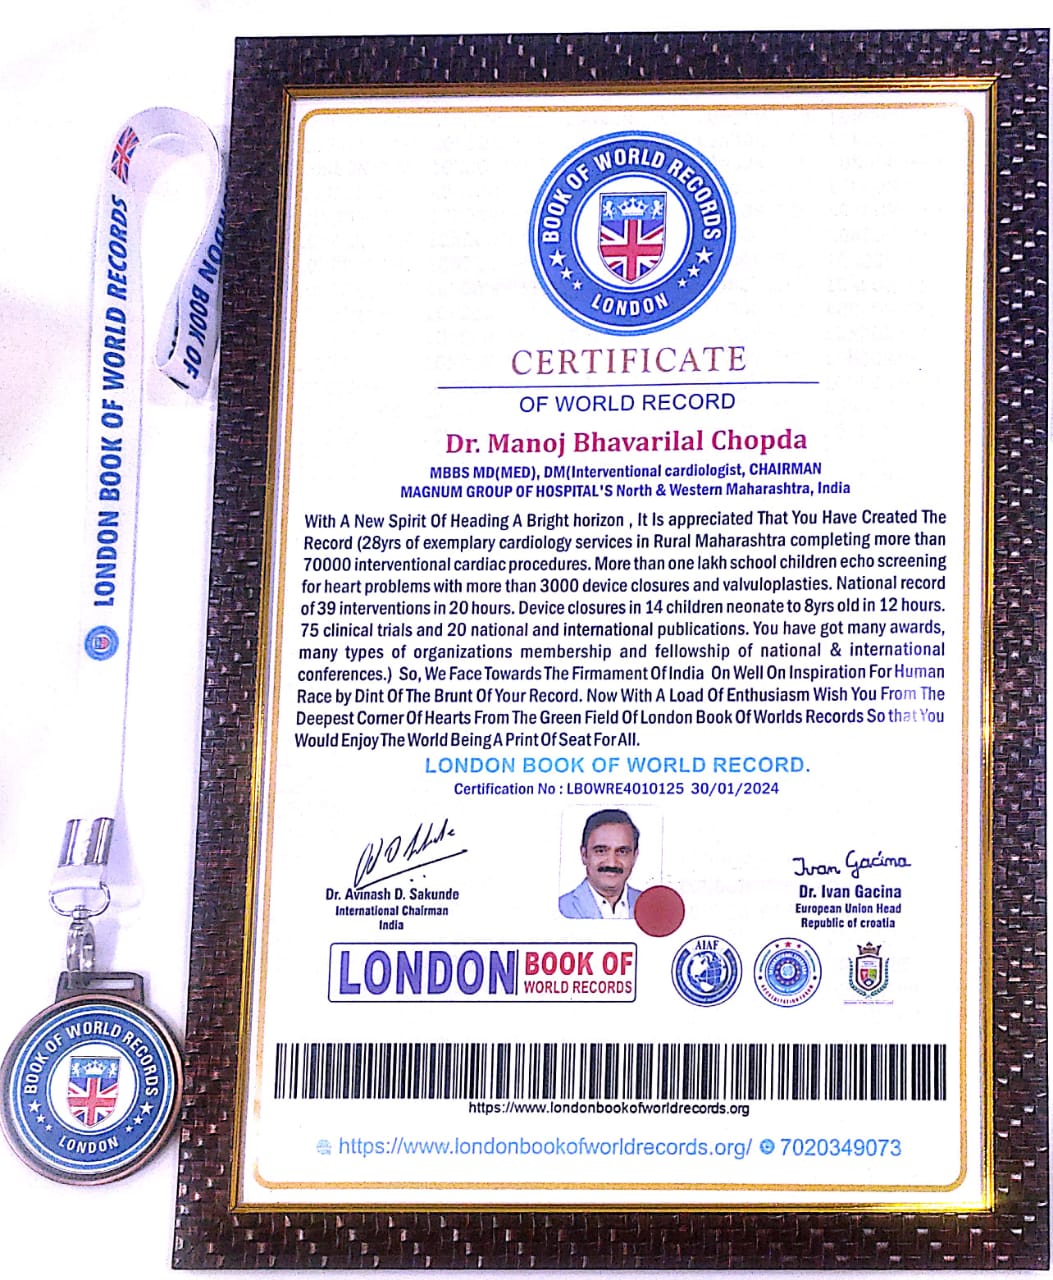 LONDON BOOK OF WORLD RECORDS
LONDON BOOK OF
BOOK OF WORLD RECORDS
LONDON
CERTIFICATE
OF WORLD RECORD
Dr. Manoj Bhavarilal Chopda
MBBS MD(MED), DM(Interventional cardiologist, CHAIRMAN
MAGNUM GROUP OF HOSPITAL'S North & Western Maharashtra, India
With A New Spirit Of Heading A Bright horizon , It Is appreciated That You Have Created The
Record (28yrs of exemplary cardiology services in Rural Maharashtra completing more than
70000 interventional cardiac procedures. More than one lakh school children echo screening
for heart problems with more than 3000 device closures and valvuloplasties. National record
of 39 interventions in 20 hours. Device closures in 14 children neonate to 8yrs old in 12 hours.
75 clinical trials and 20 national and international publications. You have got many awards,
many types of organizations membership and fellowship of national & international
conferences.) So, We Face Towards The Firmament Of India On Well On Inspiration For Human
Race by Dint Of The Brunt Of Your Record. Now With A Load Of Enthusiasm Wish You From The
Deepest Corner Of Hearts From The Green Field Of London Book Of Worlds Records So that You
Would Enjoy The World Being A Print Of Seat For All.
LONDON BOOK OF WORLD RECORD.
Certification No : LBOWRE4010125 30/01/2024
Dr. Avinash D. Sakunde
International Chairman
India
Ivan Gacina
Dr. Ivan Gacina
European Union Head
Republic of croatia
LONDON BOOK OF
WORLD RECORDS
AIAF
https://www.londonbookofworldrecords.org
https://www.londonbookofworldrecords.org/ 7020349073
BOOK OF WORLD RECORDS
LONDON